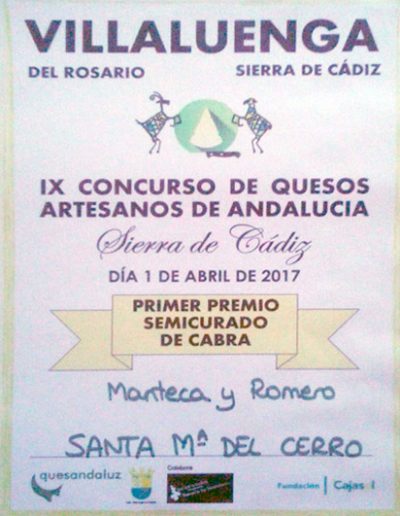 VILLALUENGA
DEL ROSARIO SIERRA DE CÁDIZ
IX CONCURSO DE QUESOS
ARTESANOS DE ANDALUCIA
Sierra de Cádiz
DÍA 1 DE ABRIL DE 2017
PRIMER PREMIO
SEMICURADO
DE CABRA
Manteca y Romero
SANTA Mª DEL CERRO
Colabora
quesandaluz
Fundación | Cajasol